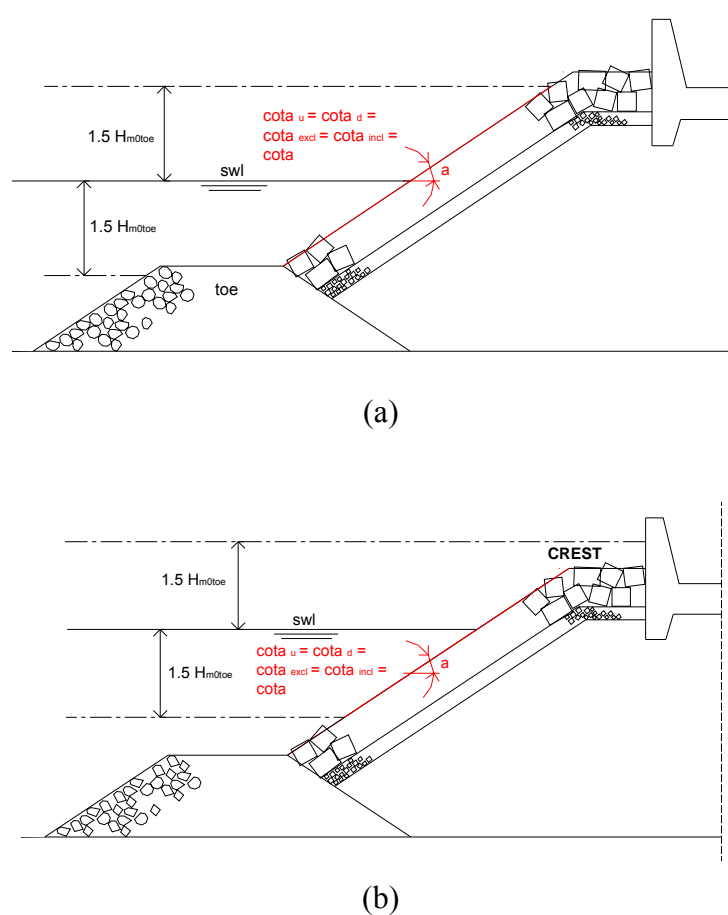 1.5 Hm0toe
cota u = cota d =
cota excl = cota incl =
cota
swl
a
1.5 Hm0toe
toe
(a)
CREST
1.5 Hm0toe
swl
1.5 Hm0toe
cota u = cota d =
cota excl = cota incl =
cota
a
(b)